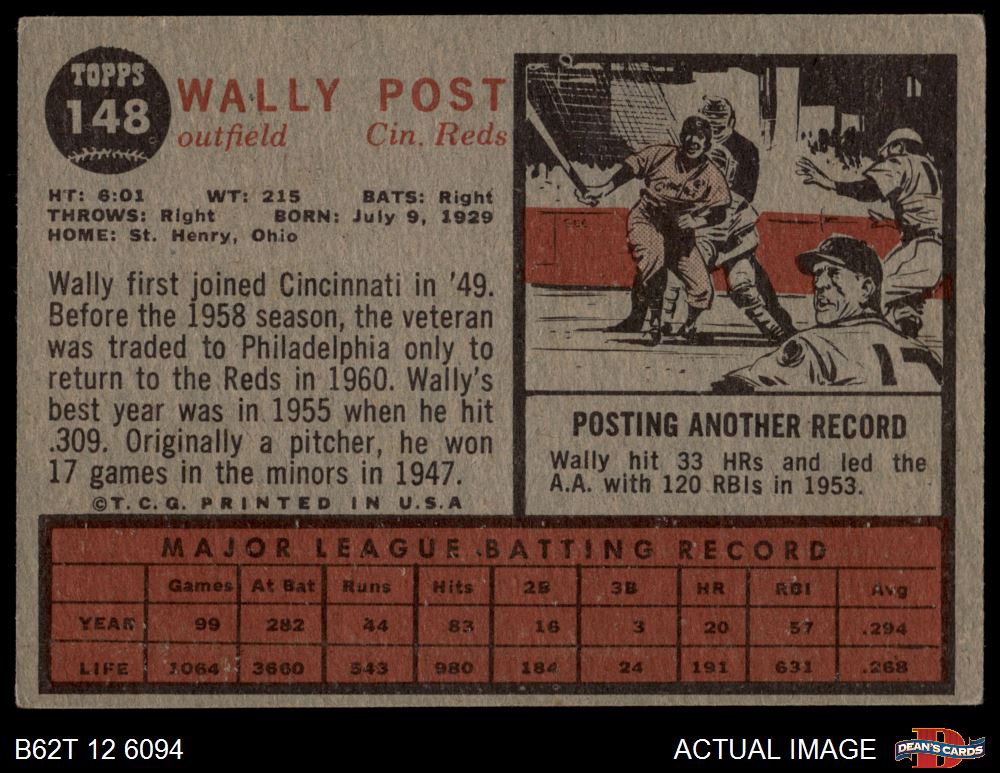 TOPPS
148
WALLY POST
outfield Cin. Reds
HT: 6:01 WT: 215 BATS: Right
THROWS: Right BORN: July 9, 1929
HOME: St. Henry, Ohio
Wally first joined Cincinnati in '49.
Before the 1958 season, the veteran
was traded to Philadelphia only to
return to the Reds in 1960. Wally's
best year was in 1955 when he hit
.309. Originally a pitcher, he won
17 games in the minors in 1947.
©T.C.G. PRINTED IN U.S.A
POSTING ANOTHER RECORD
Wally hit 33 HRs and led the
A.A. with 120 RBIs in 1953.
MAJOR LEAGUE BATTING RECORD
Games At Bat Runs Hits 2B 3B HR RBI Avg
YEAR 99 282 44 83 16 3 20 57 .294
LIFE 1064 3660 543 980 184 24 191 631 .268
B62T 12 6094
ACTUAL IMAGE
D
DEAN'S CARDS